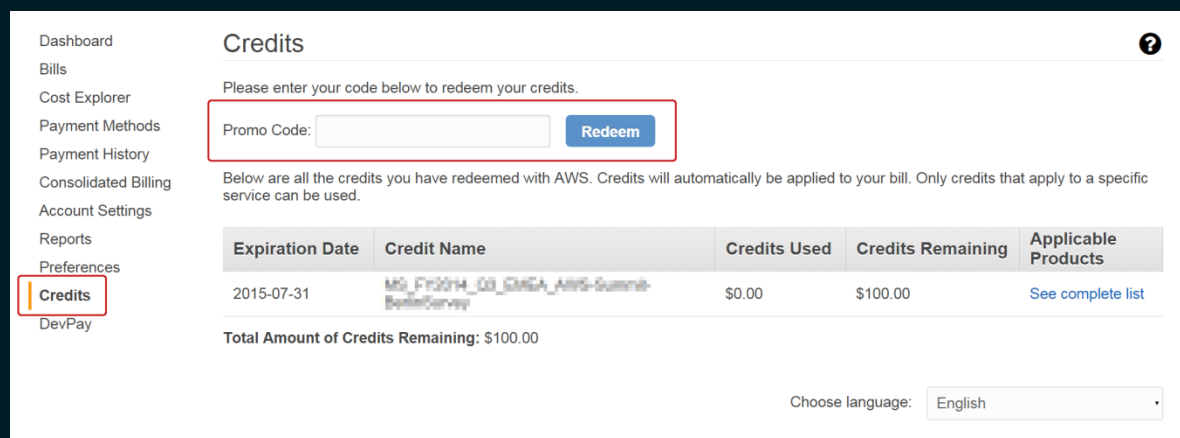 Dashboard
Bills
Cost Explorer
Payment Methods
Payment History
Consolidated Billing
Account Settings
Reports
Preferences
Credits
DevPay
Credits
?
Please enter your code below to redeem your credits.
Promo Code: Redeem
Below are all the credits you have redeemed with AWS. Credits will automatically be applied to your bill. Only credits that apply to a specific
service can be used.
Expiration Date Credit Name Credits Used Credits Remaining Applicable Products
2015-07-31 $0.00 $100.00 See complete list
Total Amount of Credits Remaining: $100.00
Choose language: English